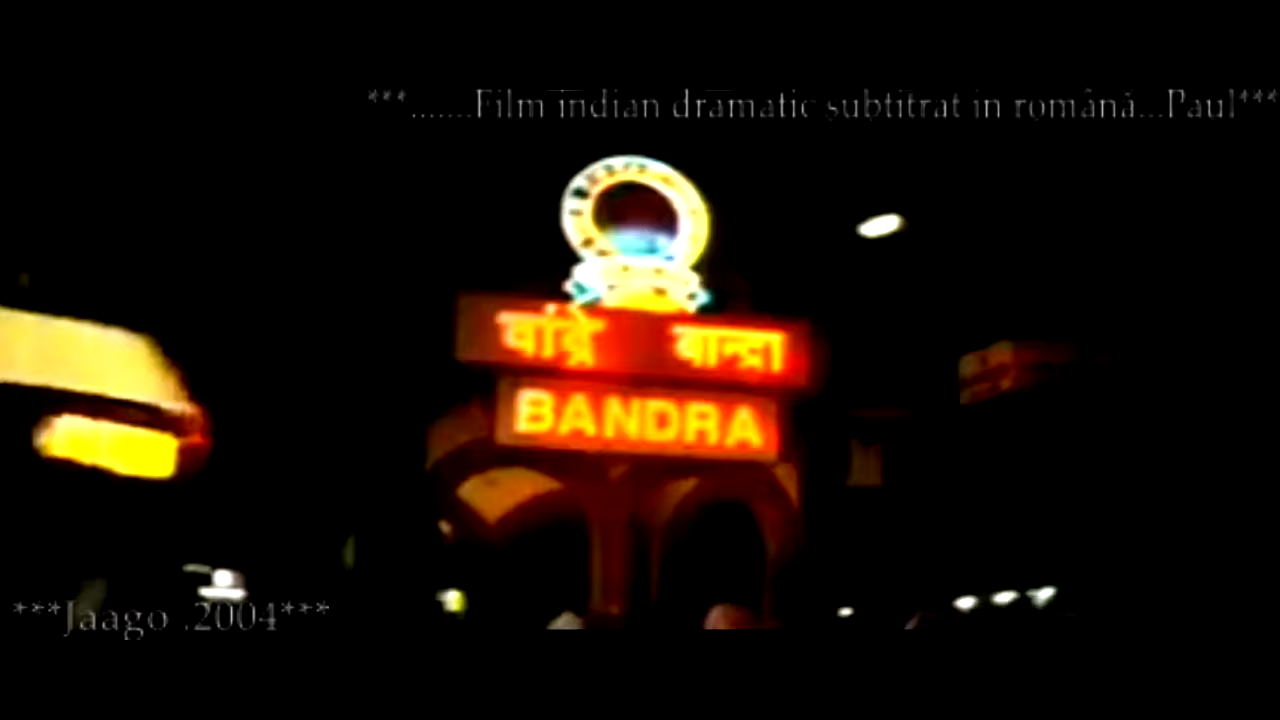 ***.......Film indian dramatic subtitrat in română...Paul***
वांद्रे बान्द्रा
BANDRA
***Jaago .2004***